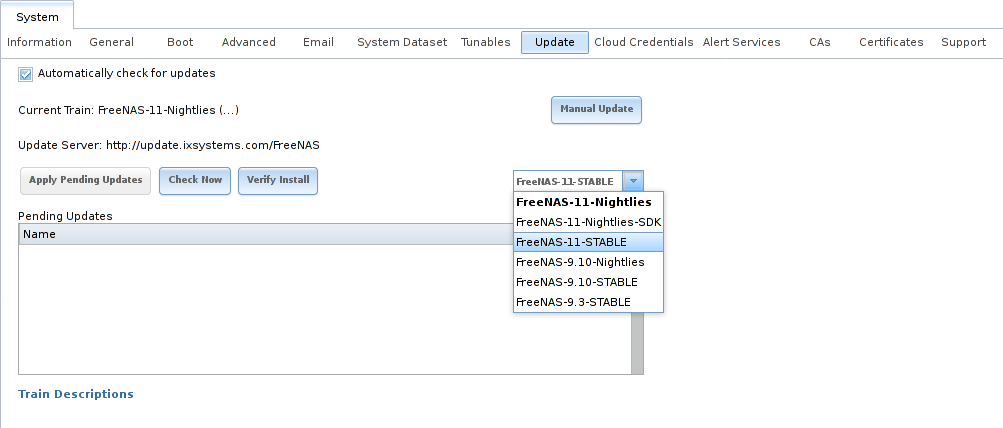 System
Information General Boot Advanced Email System Dataset Tunables Update Cloud Credentials Alert Services CAs Certificates Support
Automatically check for updates
Current Train: FreeNAS-11-Nightlies (...)
Manual Update
Update Server: http://update.ixsystems.com/FreeNAS
Apply Pending Updates Check Now Verify Install FreeNAS-11-STABLE
FreeNAS-11-Nightlies
FreeNAS-11-Nightlies-SDK
FreeNAS-11-STABLE
FreeNAS-9.10-Nightlies
FreeNAS-9.10-STABLE
FreeNAS-9.3-STABLE
Pending Updates
Name
Train Descriptions